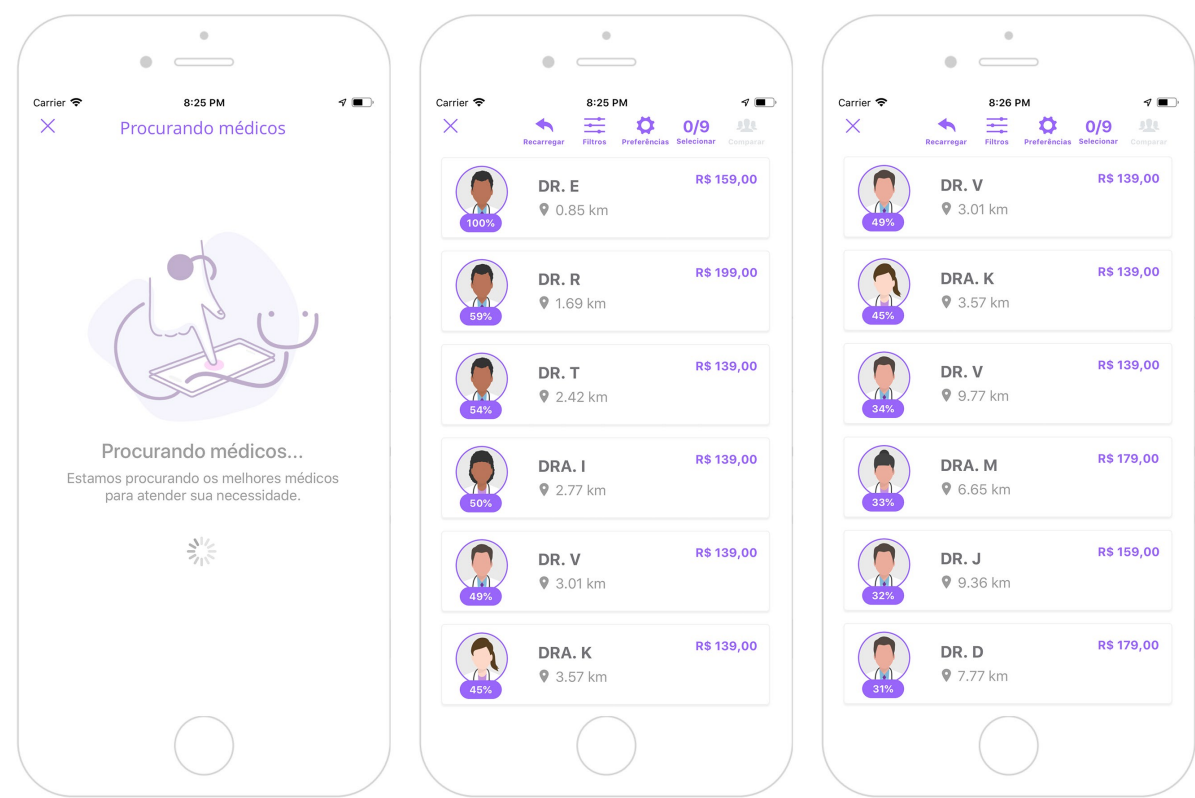 Carrier 8:25 PM
Procurando médicos
Procurando médicos...
Estamos procurando os melhores médicos
para atender sua necessidade.
Carrier 8:25 PM
0/9
Recarregar Filtros Preferências Selecionar Comparar
DR. E R$ 159,00
0.85 km
100%
DR. R R$ 199,00
1.69 km
59%
DR. T R$ 139,00
2.42 km
54%
DRA. I R$ 139,00
2.77 km
50%
DR. V R$ 139,00
3.01 km
49%
DRA. K R$ 139,00
3.57 km
45%
Carrier 8:26 PM
0/9
Recarregar Filtros Preferências Selecionar Comparar
DR. V R$ 139,00
3.01 km
49%
DRA. K R$ 139,00
3.57 km
45%
DR. V R$ 139,00
9.77 km
34%
DRA. M R$ 179,00
6.65 km
33%
DR. J R$ 159,00
9.36 km
32%
DR. D R$ 179,00
7.77 km
31%